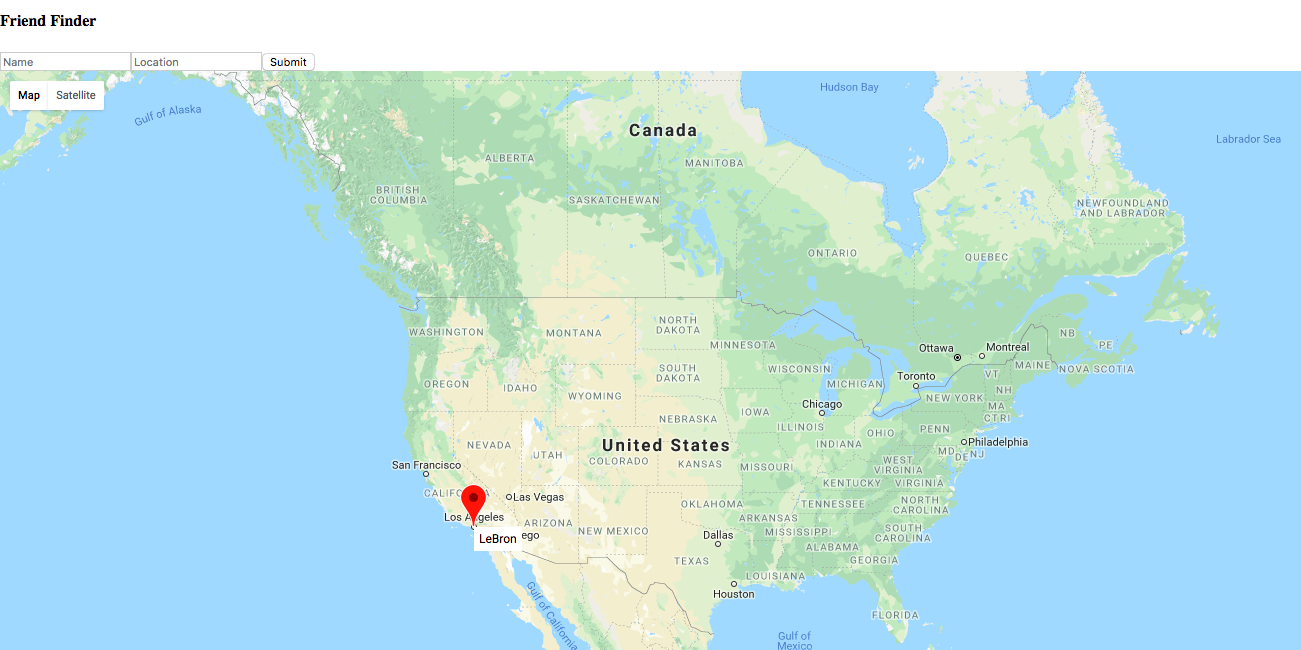 Friend Finder
Name
Location
Submit
Map
Satellite
Gulf of Alaska
Hudson Bay
Labrador Sea
Canada
ALBERTA
MANITOBA
BRITISH
COLUMBIA
SASKATCHEWAN
NEWFOUNDLAND
AND LABRADOR
ONTARIO
QUEBEC
WASHINGTON
MONTANA
NORTH
DAKOTA
MINNESOTA
NB
PE
Ottawa
Montreal
MAINE
NOVA SCOTIA
SOUTH
DAKOTA
WISCONSIN
MICHIGAN
Toronto
VT
NH
OREGON
IDAHO
WYOMING
Chicago
NEW YORK
MA
CT
RI
IOWA
NEBRASKA
ILLINOIS
INDIANA
OHIO
PENN
Philadelphia
NEVADA
UTAH
United States
COLORADO
KANSAS
MISSOURI
WEST
VIRGINIA
MD
DE
NJ
San Francisco
KENTUCKY
VIRGINIA
Las Vegas
OKLAHOMA
TENNESSEE
NORTH
CAROLINA
ARIZONA
NEW MEXICO
ARKANSAS
MISSISSIPPI
SOUTH
CAROLINA
LeBron
Dallas
ALABAMA
TEXAS
GEORGIA
LOUISIANA
Houston
Gulf of California
FLORIDA
Gulf of
Mexico